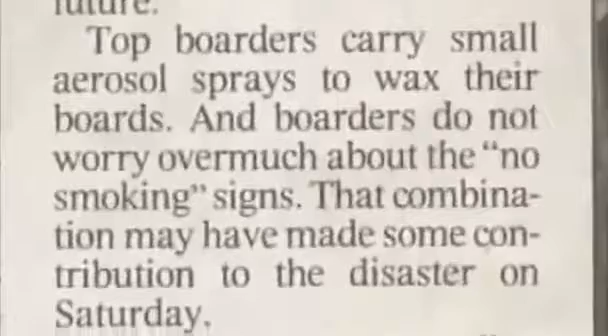 future.
Top boarders carry small
aerosol sprays to wax their
boards. And boarders do not
worry overmuch about the “no
smoking” signs. That combina-
tion may have made some con-
tribution to the disaster on
Saturday.